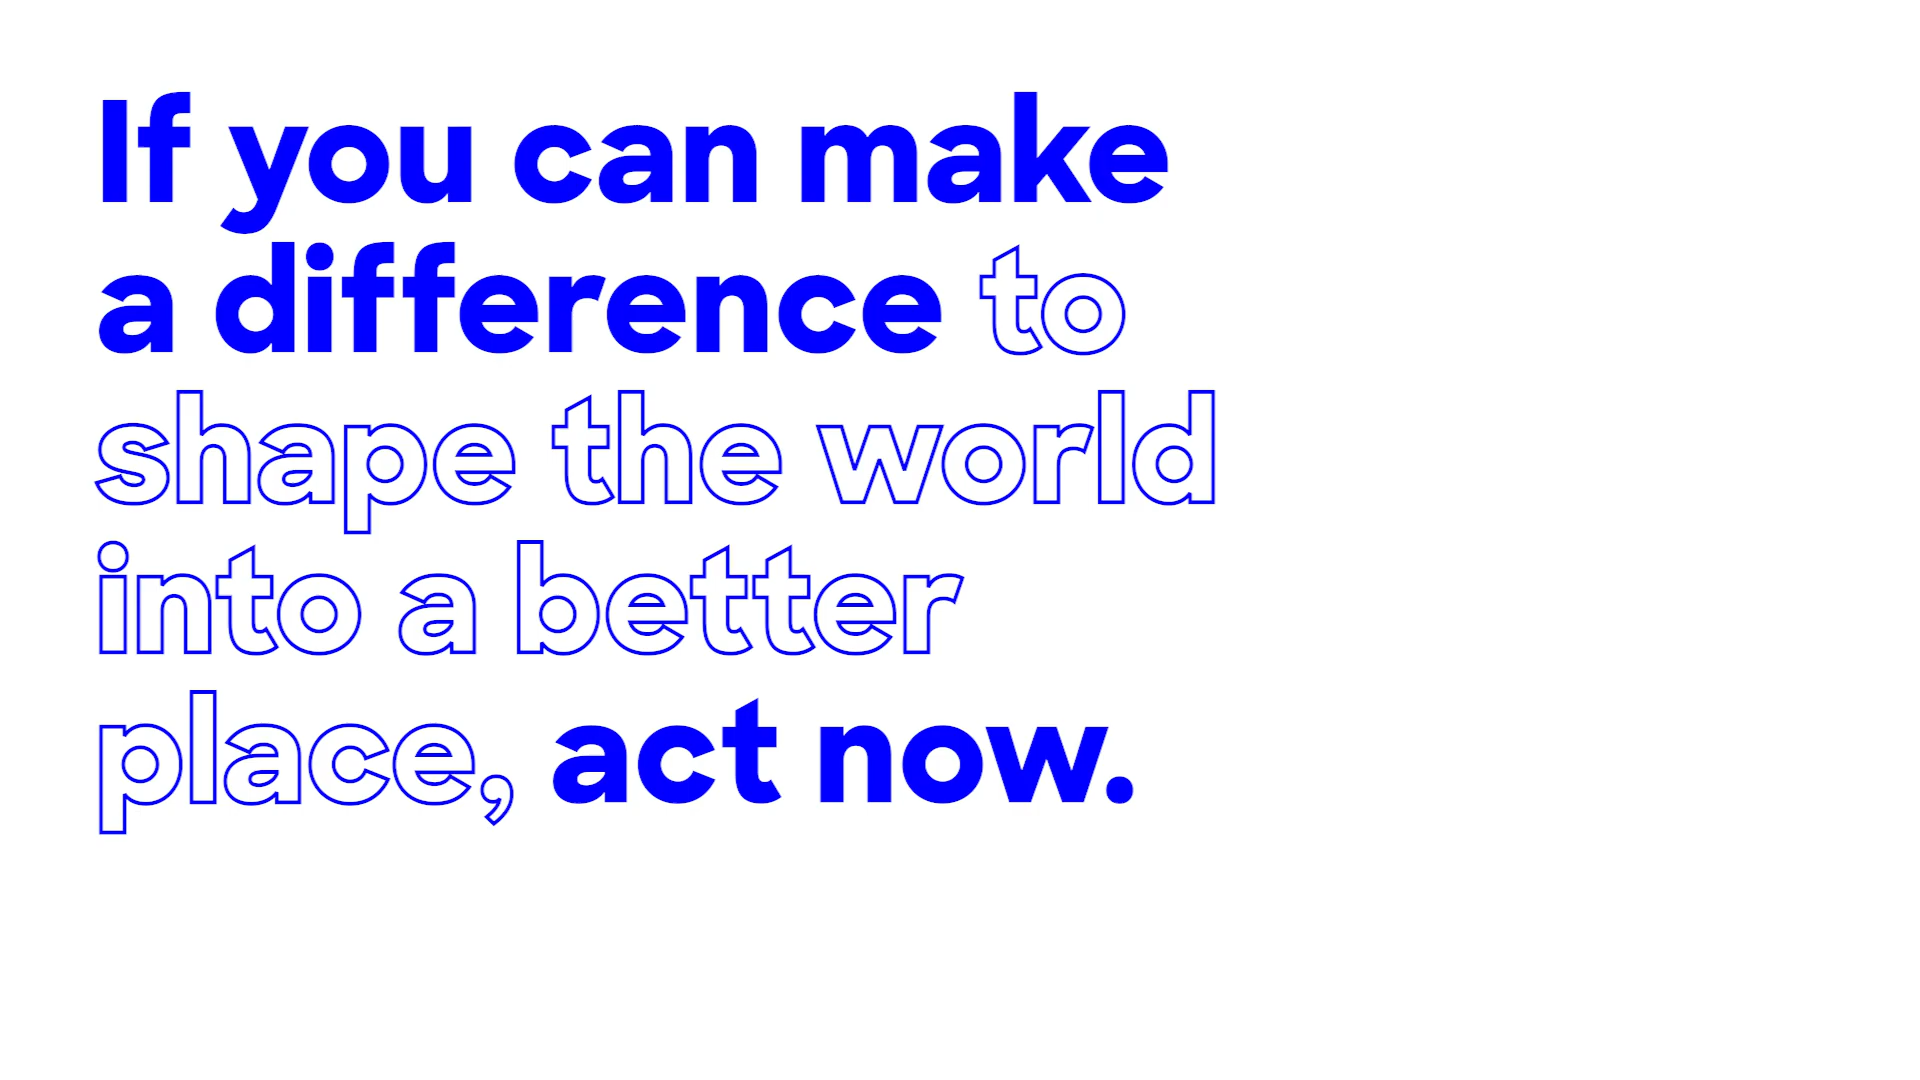 If you can make
a difference to
shape the world
into a better
place, act now.